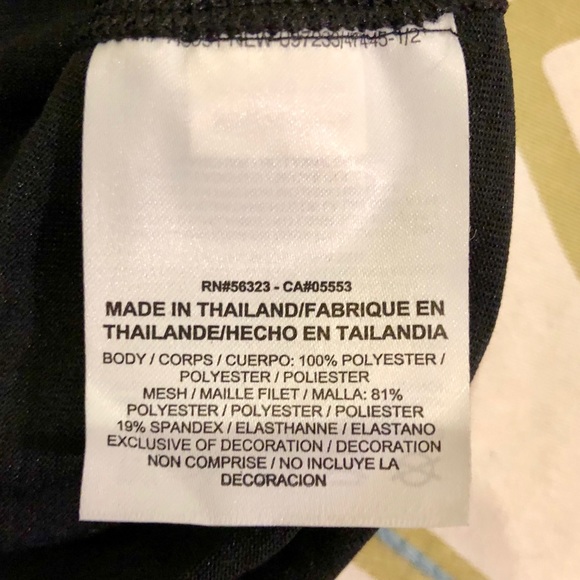 RN#56323 - CA#05553
MADE IN THAILAND/FABRIQUE EN
THAILANDE/HECHO EN TAILANDIA
BODY / CORPS / CUERPO: 100% POLYESTER /
POLYESTER / POLIESTER
MESH / MAILLE FILET / MALLA: 81%
POLYESTER / POLYESTER / POLIESTER
19% SPANDEX / ELASTHANNE / ELASTANO
EXCLUSIVE OF DECORATION / DECORATION
NON COMPRISE / NO INCLUYE LA
DECORACION